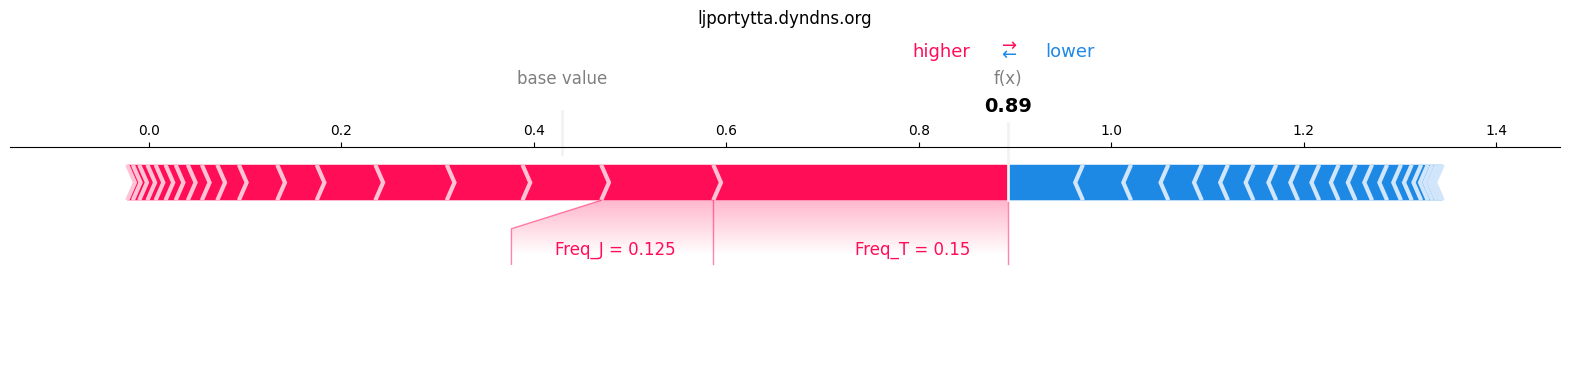 ljportytta.dyndns.org
higher ⇄ lower
base value f(x)
0.89
0.0 0.2 0.4 0.6 0.8 1.0 1.2 1.4
Freq_J = 0.125 Freq_T = 0.15